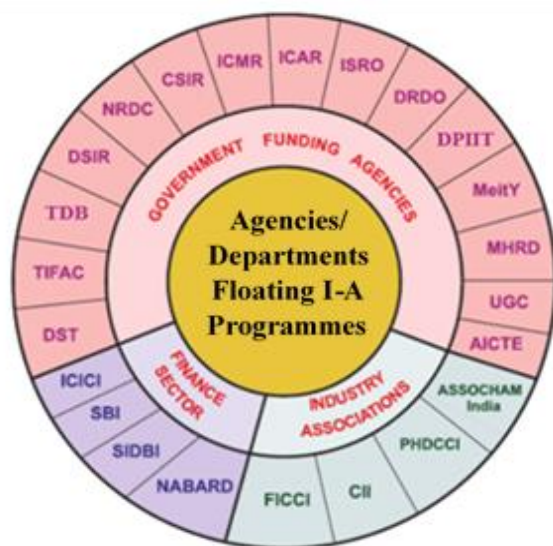 Agencies/
Departments
Floating I-A
Programmes
GOVERNMENT FUNDING AGENCIES
DST
TIFAC
TDB
DSIR
NRDC
CSIR
ICMR
ICAR
ISRO
DRDO
DPIIT
MeitY
MHRD
UGC
AICTE
INDUSTRY
ASSOCIATIONS
ASSOCHAM
India
PHDCCI
CII
FICCI
FINANCE
SECTOR
NABARD
SIDBI
SBI
ICICI